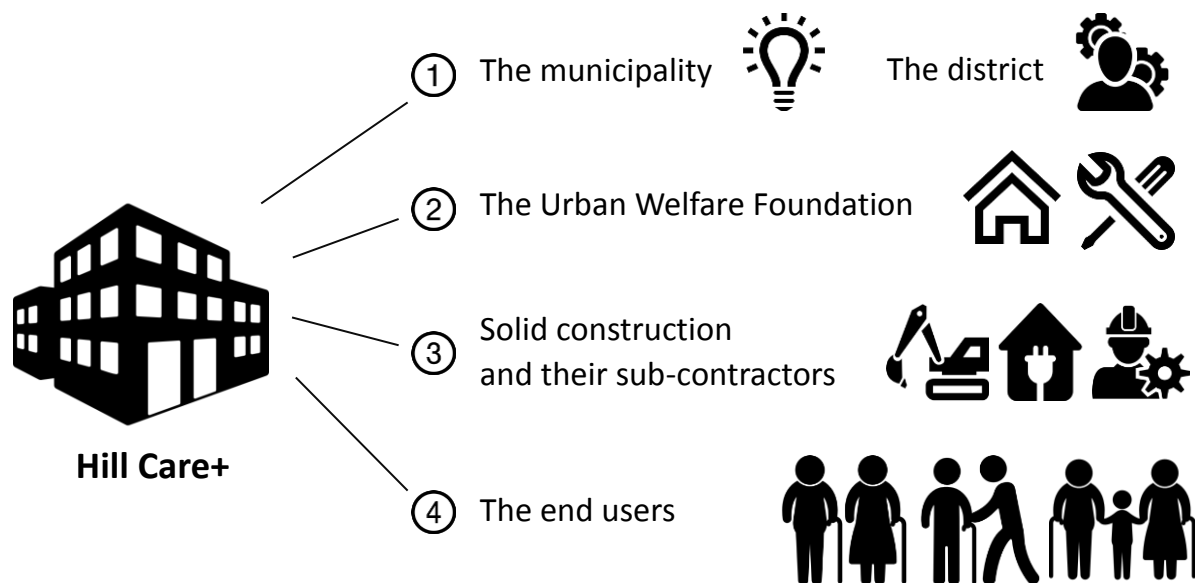 1 The municipality
The district
2 The Urban Welfare Foundation
3 Solid construction
and their sub-contractors
Hill Care+
4 The end users